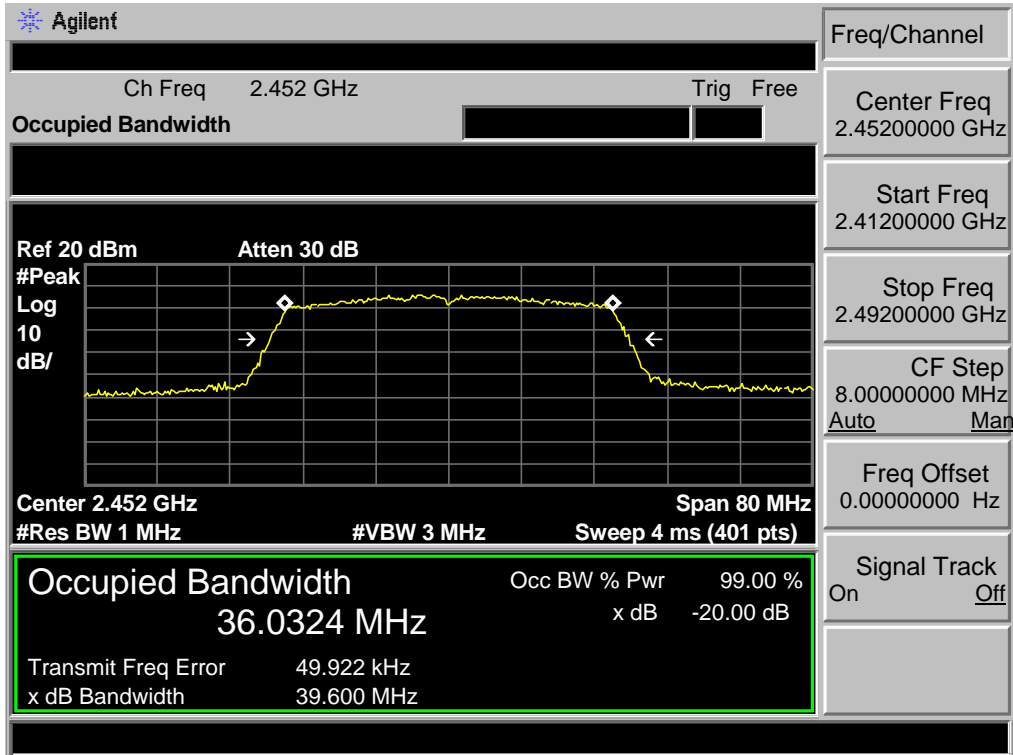 Agilent
Freq/Channel
Ch Freq 2.452 GHz Trig Free
Occupied Bandwidth
Center Freq
2.45200000 GHz
Start Freq
2.41200000 GHz
Ref 20 dBm Atten 30 dB
#Peak
Log
10
dB/
Stop Freq
2.49200000 GHz
CF Step
8.00000000 MHz
Auto Man
Center 2.452 GHz Span 80 MHz
#Res BW 1 MHz #VBW 3 MHz Sweep 4 ms (401 pts)
Freq Offset
0.00000000 Hz
Occupied Bandwidth Occ BW % Pwr 99.00 %
36.0324 MHz x dB -20.00 dB
Transmit Freq Error 49.922 kHz
x dB Bandwidth 39.600 MHz
Signal Track
On Off